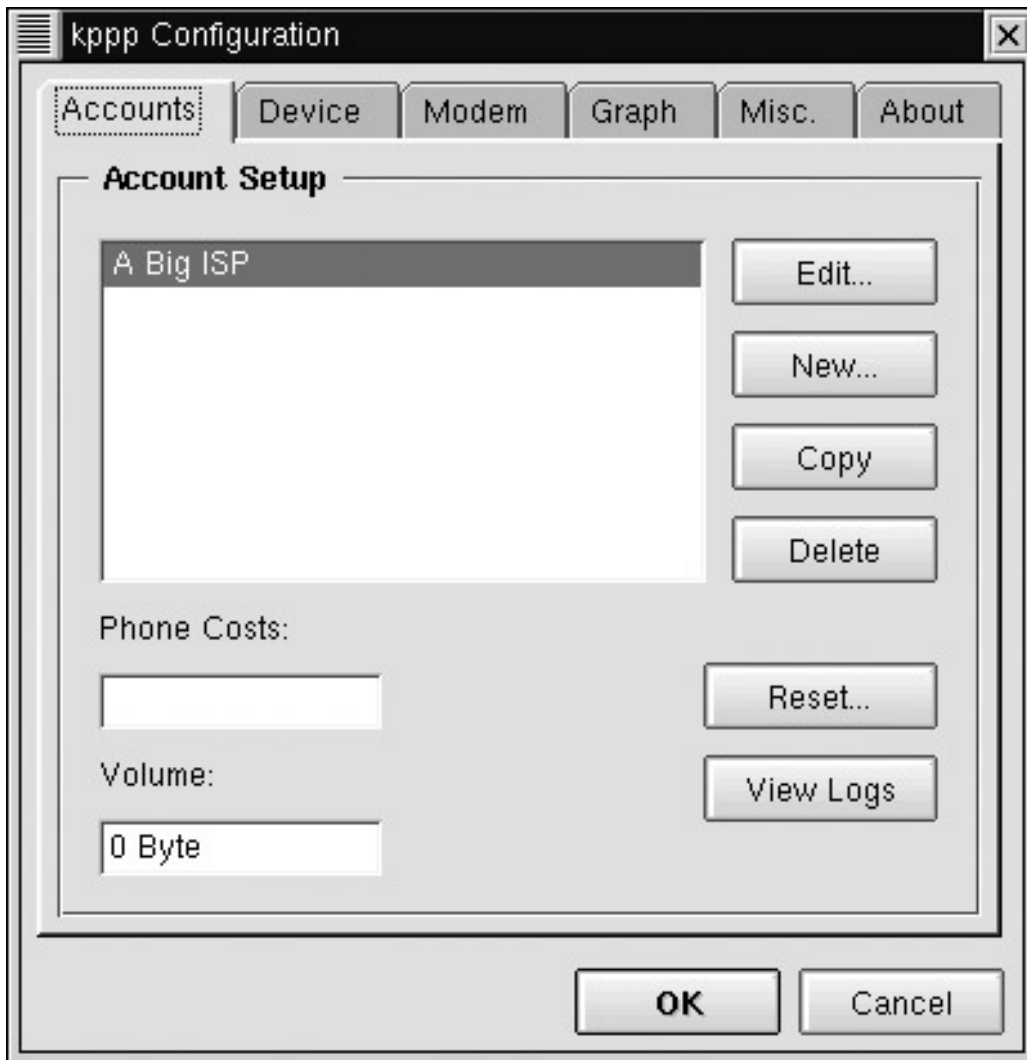 kppp Configuration
Accounts Device Modem Graph Misc. About
Account Setup
A Big ISP
Edit...
New...
Copy
Delete
Phone Costs:
Reset...
Volume:
View Logs
0 Byte
OK Cancel